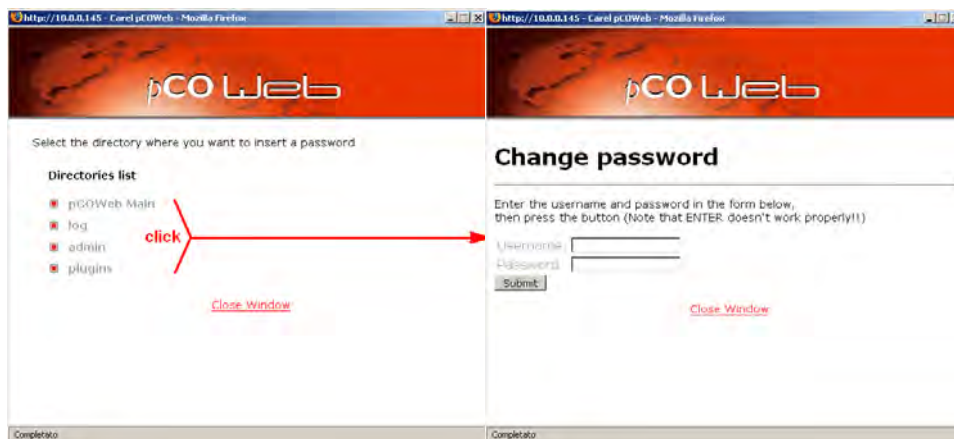 http://10.0.0.145 - Carel pCOWeb - Mozilla Firefox
pCO Web
Select the directory where you want to insert a password
Directories list
pCOWeb Main
log
admin
plugins
click
Close Window
Completato
http://10.0.0.145 - Carel pCOWeb - Mozilla Firefox
pCO Web
Change password
Enter the username and password in the form below,
then press the button (Note that ENTER doesn't work properly!!)
Username
Password
Submit
Close Window
Completato